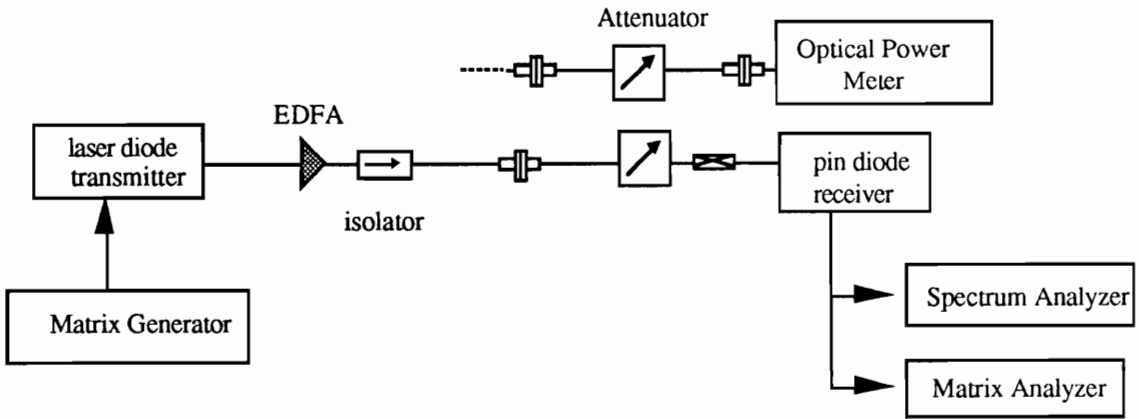 Attenuator
Optical Power
Meter
EDFA
laser diode
transmitter
isolator
pin diode
receiver
Matrix Generator
Spectrum Analyzer
Matrix Analyzer